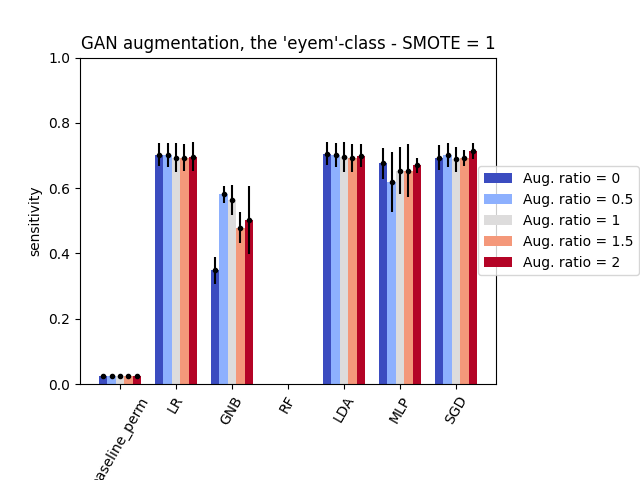 GAN augmentation, the 'eyem'-class - SMOTE = 1
1.0
0.8
0.6
0.4
0.2
0.0
sensitivity
Aug. ratio = 0
Aug. ratio = 0.5
Aug. ratio = 1
Aug. ratio = 1.5
Aug. ratio = 2
aseline_perm
LR
GNB
RF
LDA
MLP
SGD